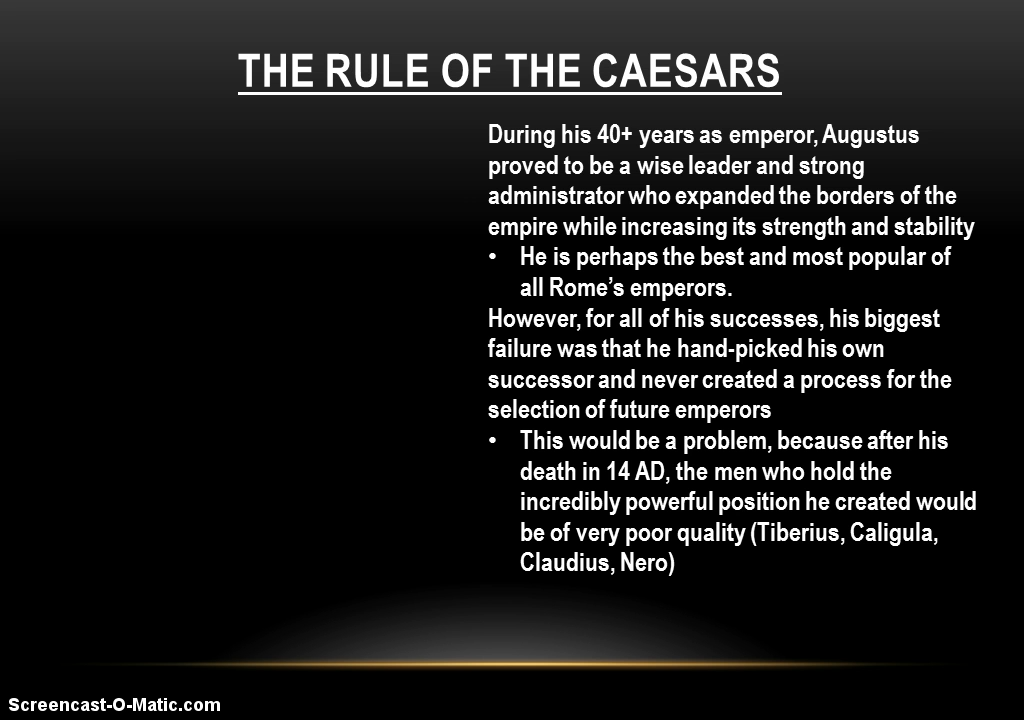 THE RULE OF THE CAESARS
During his 40+ years as emperor, Augustus
proved to be a wise leader and strong
administrator who expanded the borders of the
empire while increasing its strength and stability
• He is perhaps the best and most popular of
all Rome’s emperors.
However, for all of his successes, his biggest
failure was that he hand-picked his own
successor and never created a process for the
selection of future emperors
• This would be a problem, because after his
death in 14 AD, the men who hold the
incredibly powerful position he created would
be of very poor quality (Tiberius, Caligula,
Claudius, Nero)
Screencast-O-Matic.com